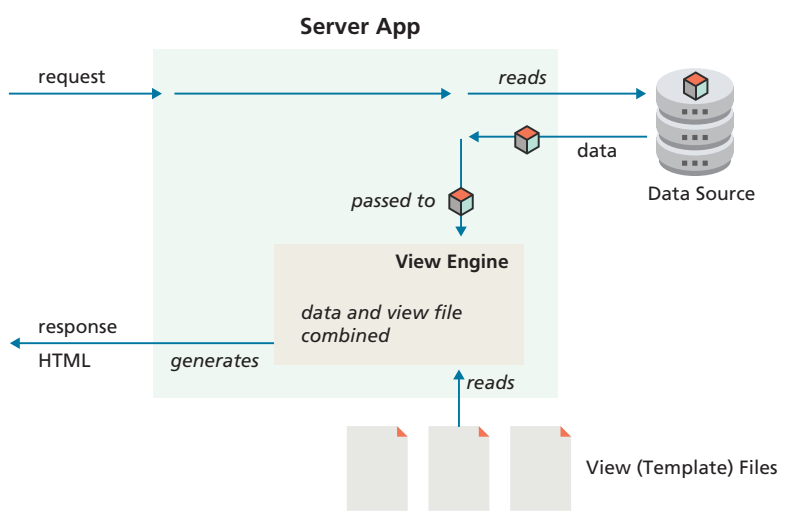 Server App
request
reads
data
Data Source
passed to
View Engine
data and view file
combined
response
HTML
generates
reads
View (Template) Files